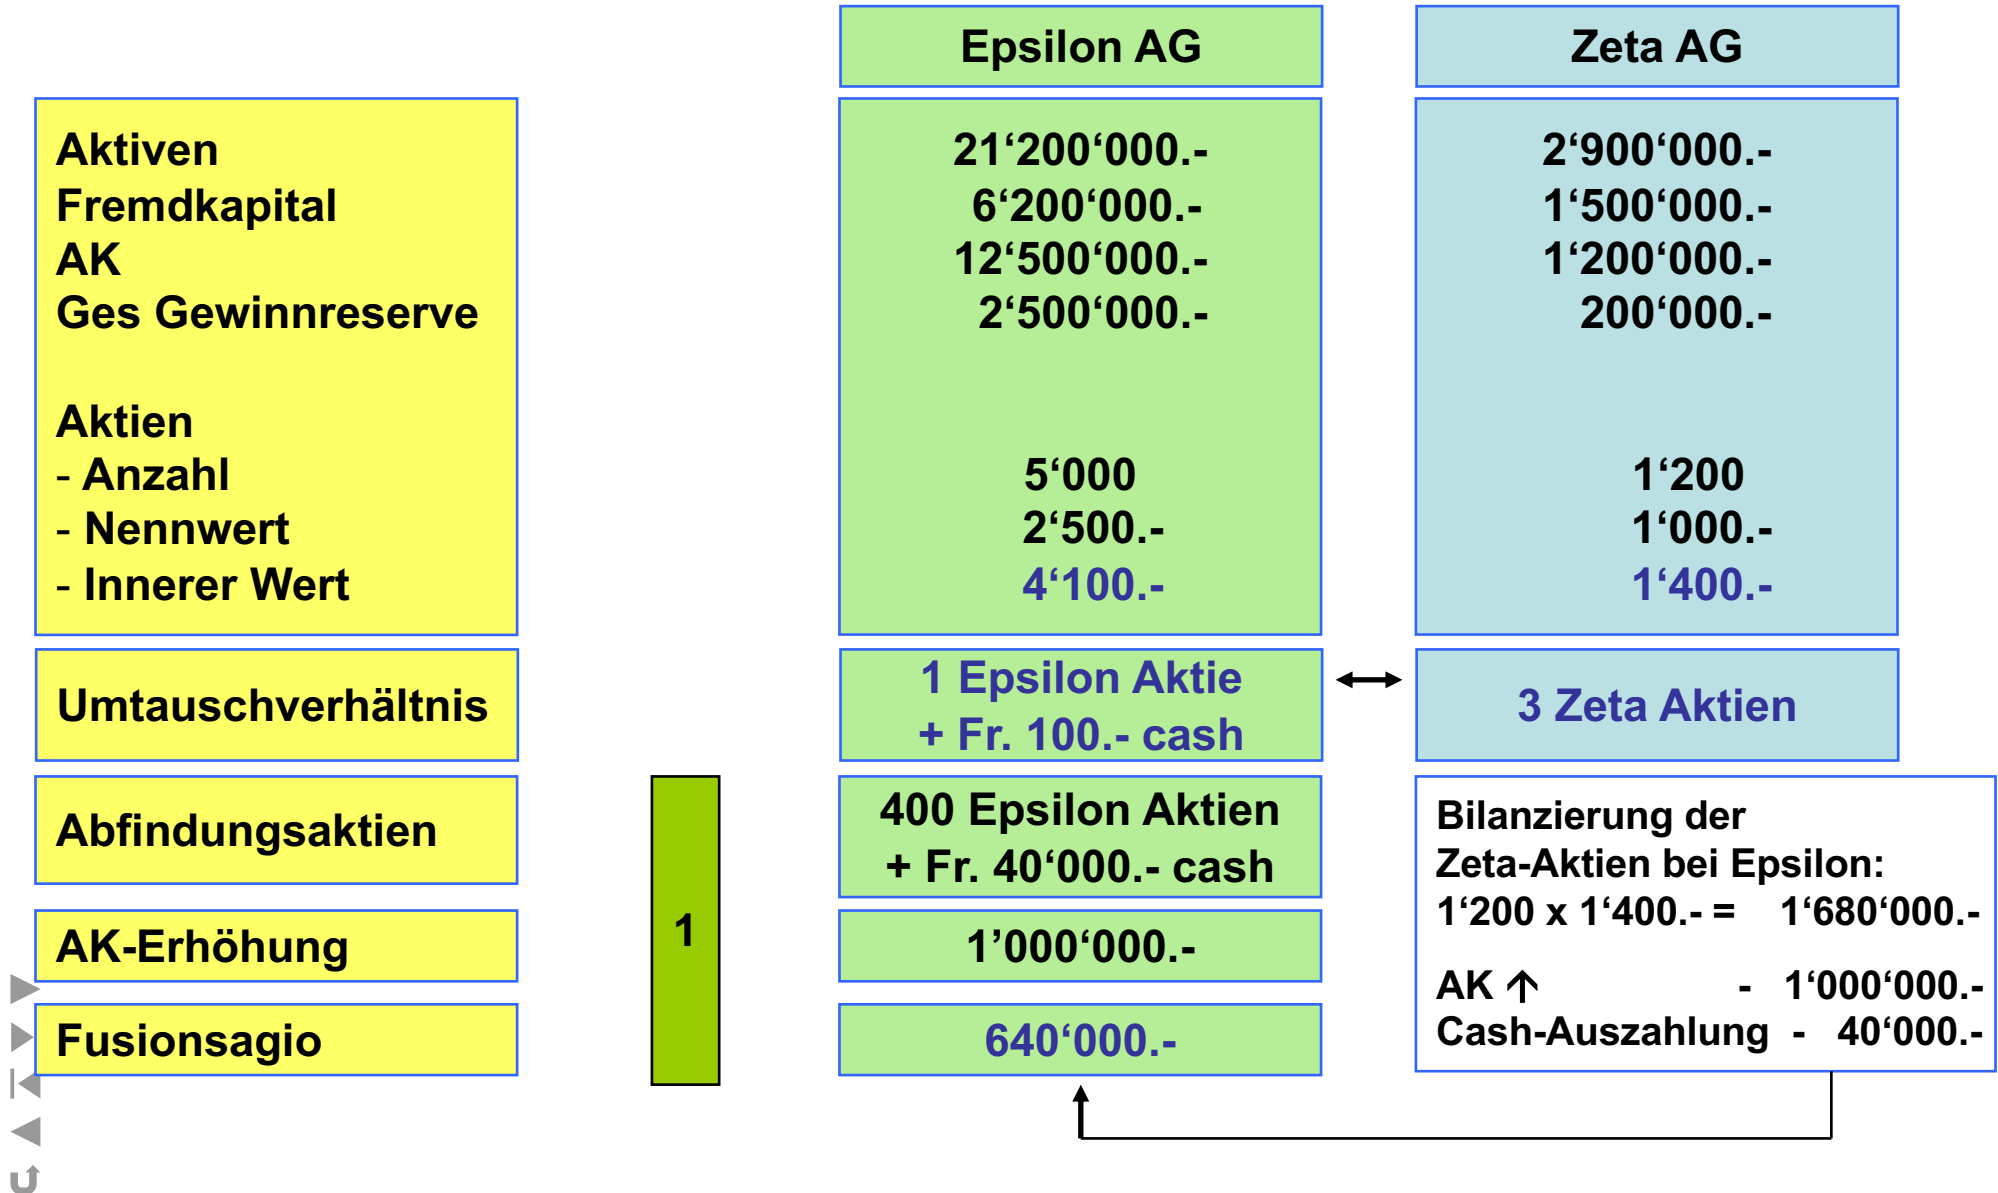 Epsilon AG Zeta AG
Aktiven 21‘200‘000.- 2‘900‘000.-
Fremdkapital 6‘200‘000.- 1‘500‘000.-
AK 12‘500‘000.- 1‘200‘000.-
Ges Gewinnreserve 2‘500‘000.- 200‘000.-
Aktien
- Anzahl 5‘000 1‘200
- Nennwert 2‘500.- 1‘000.-
- Innerer Wert 4‘100.- 1‘400.-
Umtauschverhältnis
1 Epsilon Aktie
+ Fr. 100.- cash
3 Zeta Aktien
1
Abfindungsaktien
400 Epsilon Aktien
+ Fr. 40‘000.- cash
AK-Erhöhung 1’000‘000.-
Fusionsagio 640‘000.-
Bilanzierung der
Zeta-Aktien bei Epsilon:
1‘200 x 1‘400.- = 1‘680‘000.-
AK ↑ - 1‘000‘000.-
Cash-Auszahlung - 40‘000.-